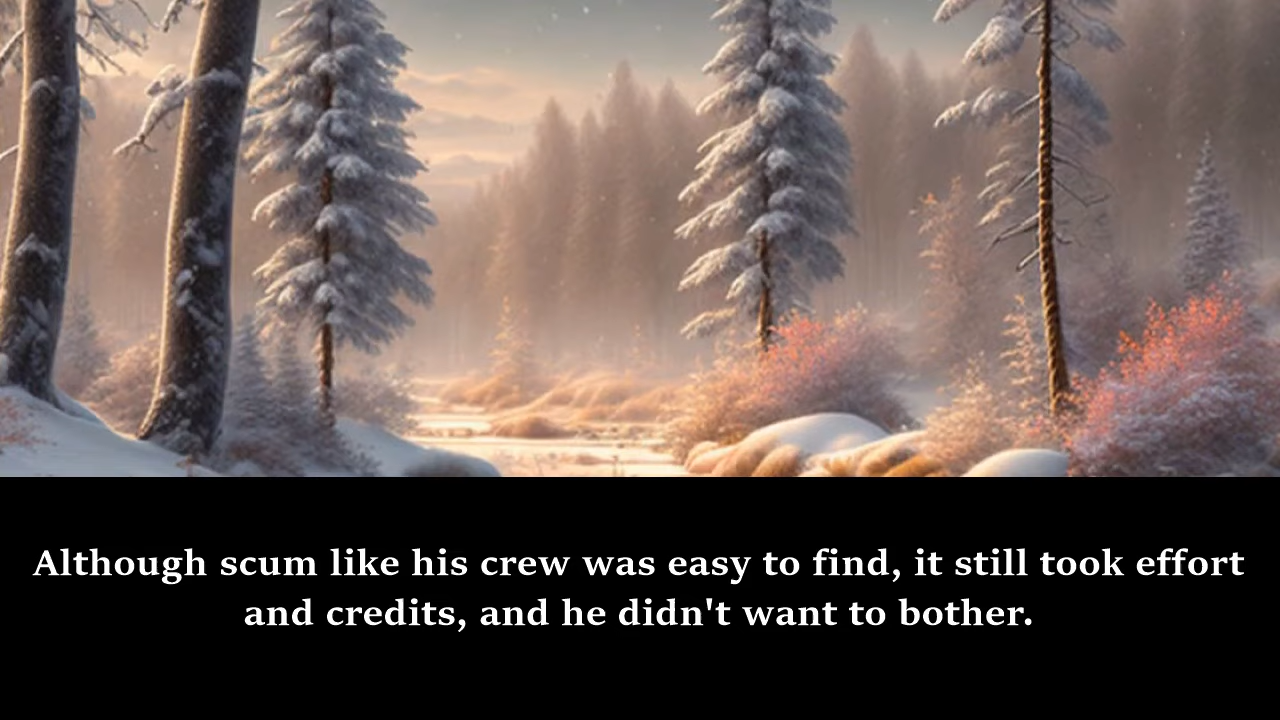 Although scum like his crew was easy to find, it still took effort
and credits, and he didn't want to bother.